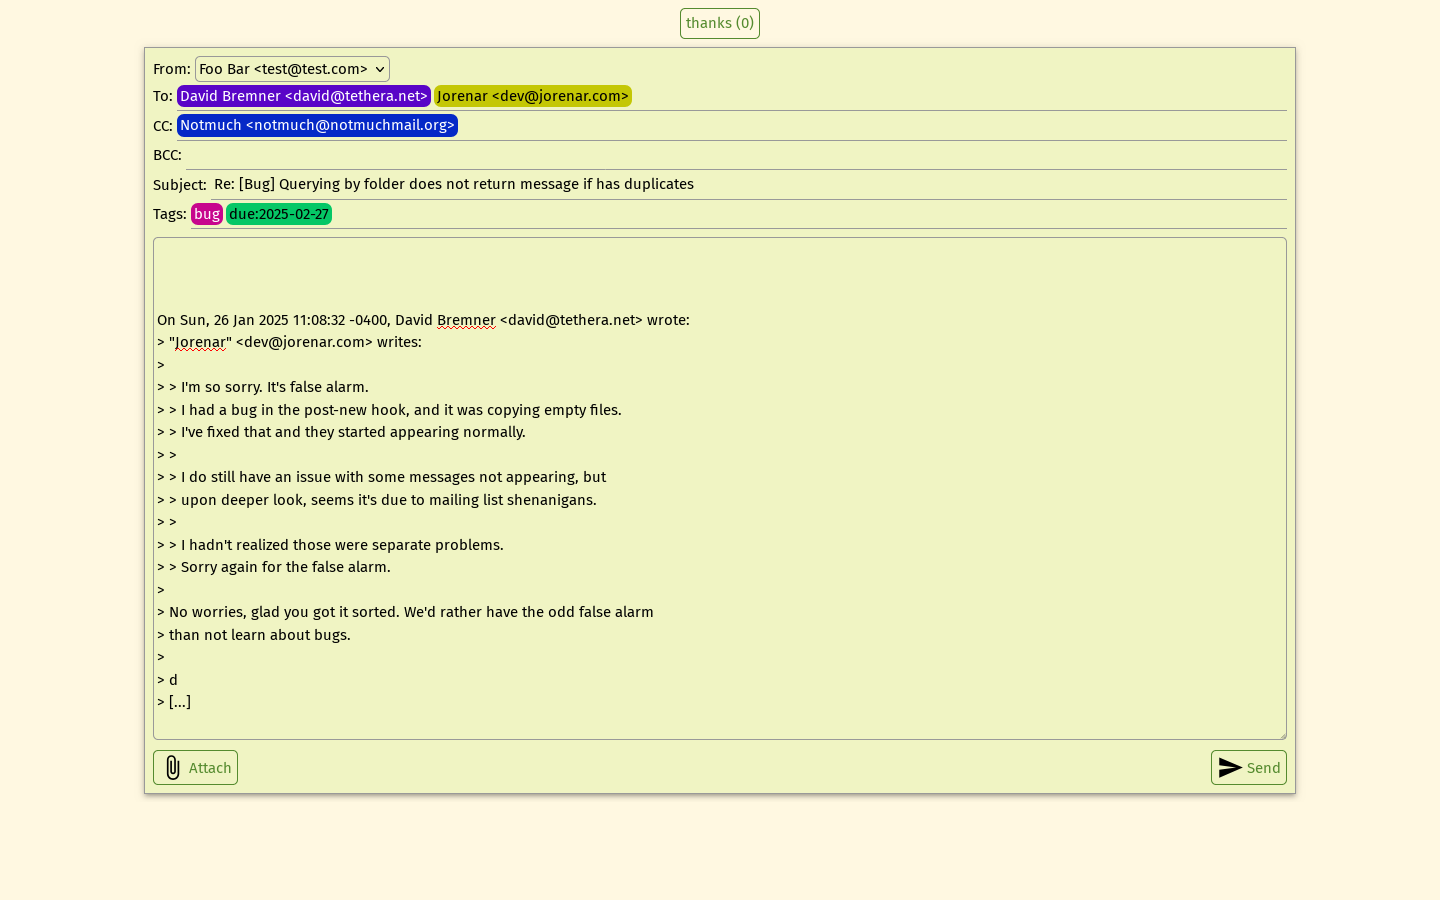 thanks (0)
From: Foo Bar <test@test.com>
To: David Bremner <david@tethera.net> Jorenar <dev@jorenar.com>
CC: Notmuch <notmuch@notmuchmail.org>
BCC:
Subject: Re: [Bug] Querying by folder does not return message if has duplicates
Tags: bug due:2025-02-27
On Sun, 26 Jan 2025 11:08:32 -0400, David Bremner <david@tethera.net> wrote:
> "Jorenar" <dev@jorenar.com> writes:
>
> > I'm so sorry. It's false alarm.
> > I had a bug in the post-new hook, and it was copying empty files.
> > I've fixed that and they started appearing normally.
> >
> > I do still have an issue with some messages not appearing, but
> > upon deeper look, seems it's due to mailing list shenanigans.
> >
> > I hadn't realized those were separate problems.
> > Sorry again for the false alarm.
>
> No worries, glad you got it sorted. We'd rather have the odd false alarm
> than not learn about bugs.
>
> d
> [...]
Attach
Send